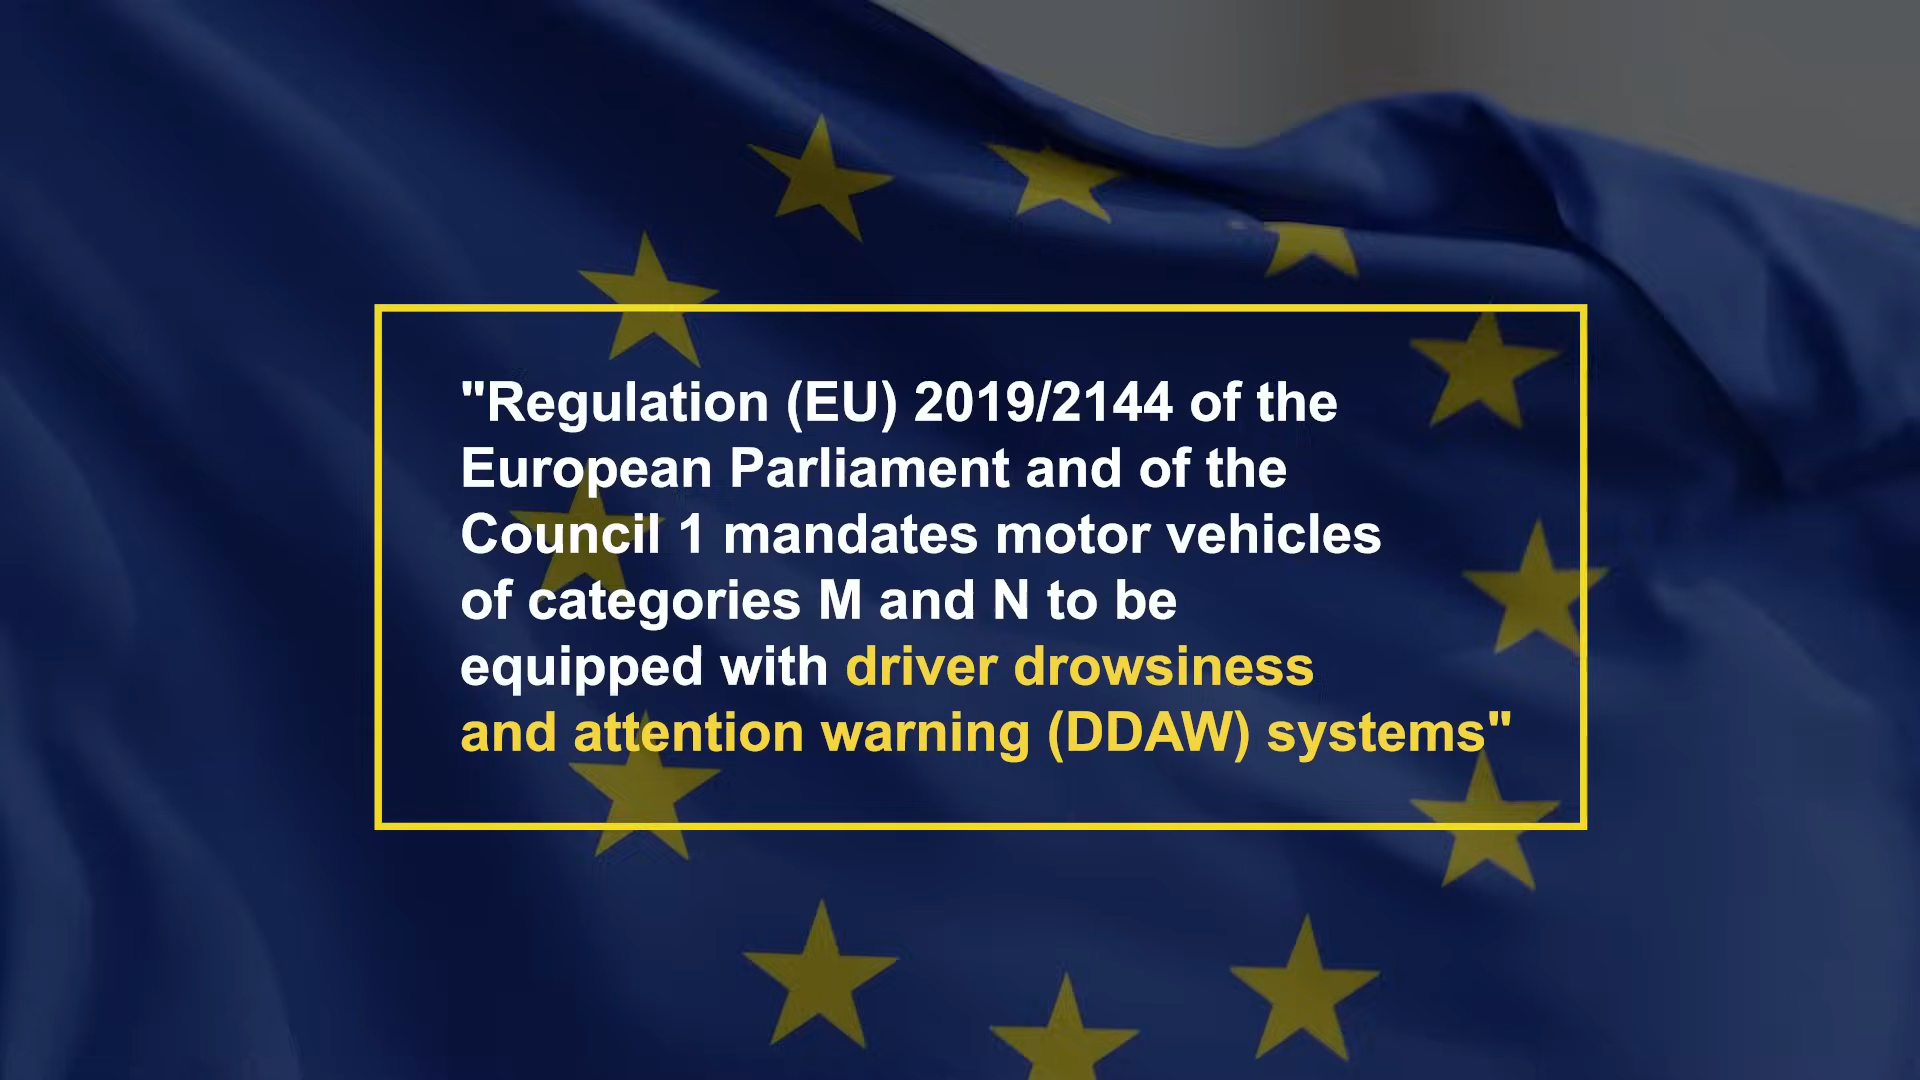 "Regulation (EU) 2019/2144 of the
European Parliament and of the
Council 1 mandates motor vehicles
of categories M and N to be
equipped with driver drowsiness
and attention warning (DDAW) systems"